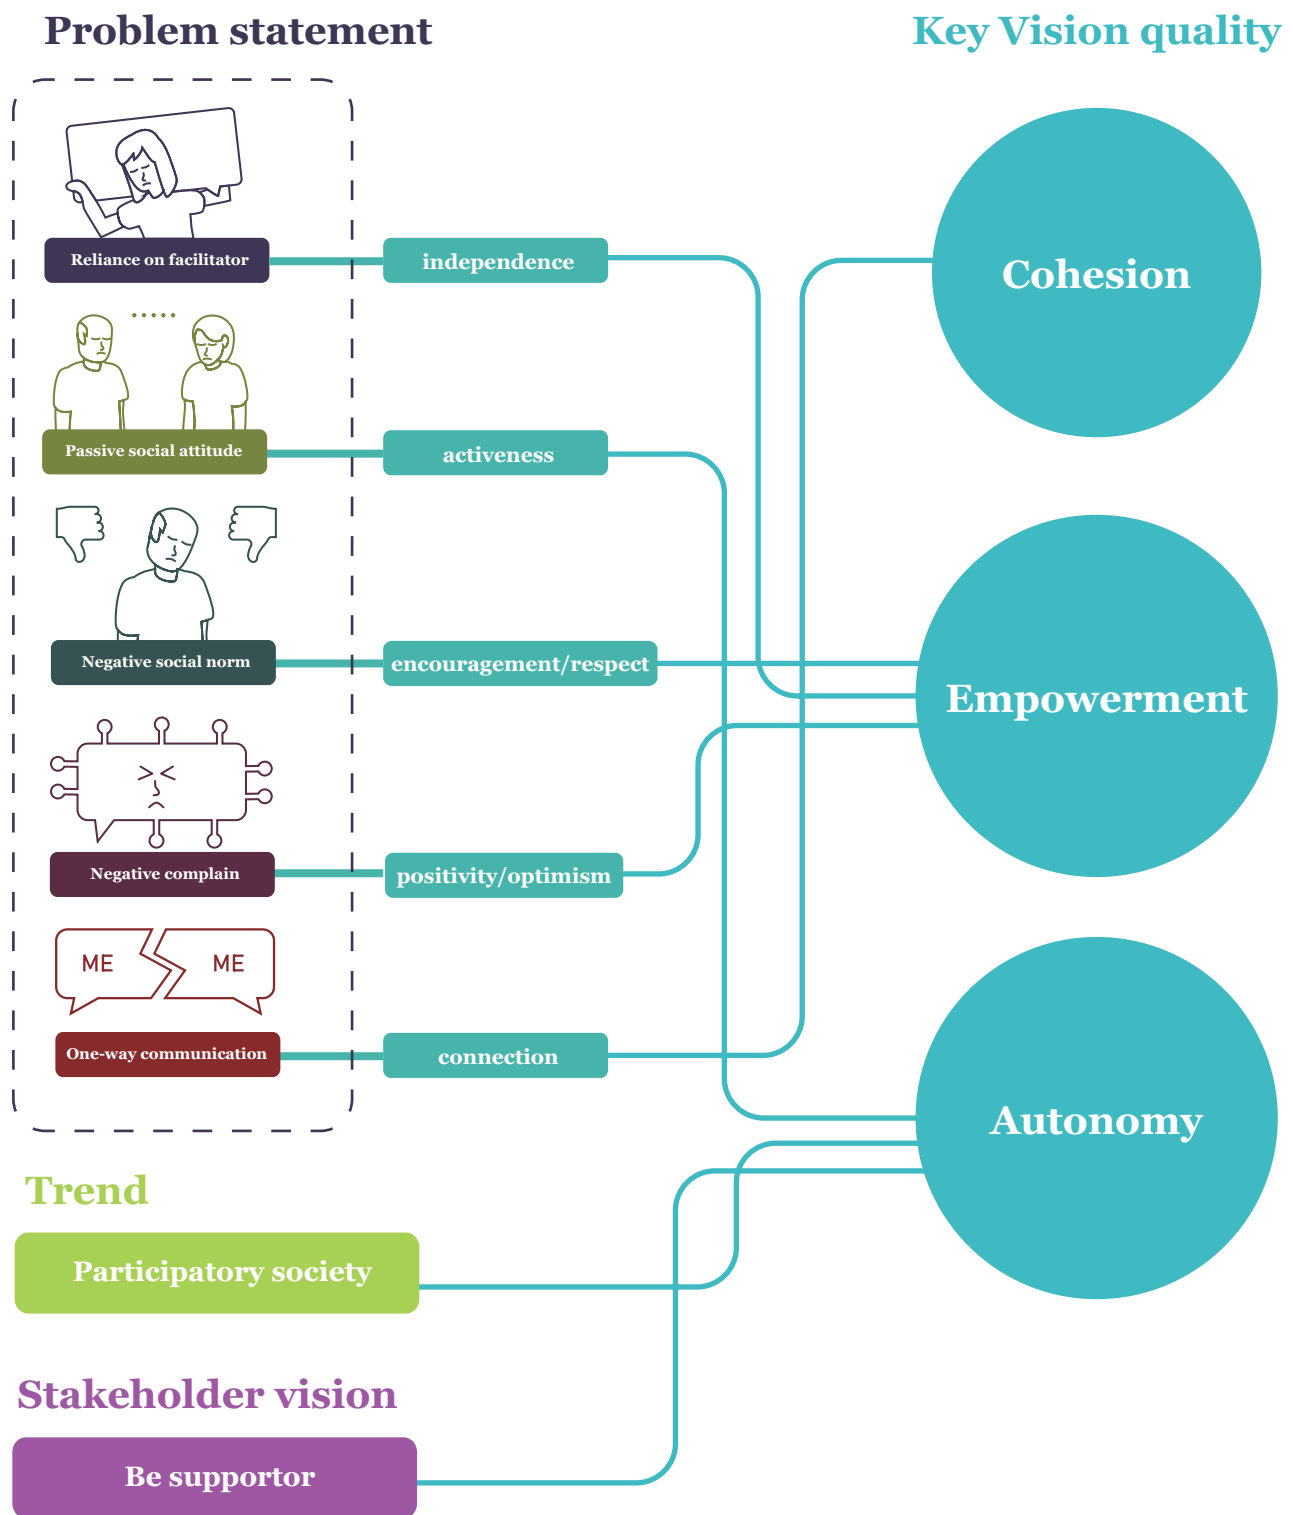 Problem statement
Key Vision quality
Reliance on facilitator
independence
Cohesion
Passive social attitude
activeness
Negative social norm
encouragement/respect
Empowerment
Negative complain
positivity/optimism
ME
ME
One-way communication
connection
Autonomy
Trend
Participatory society
Stakeholder vision
Be supportor